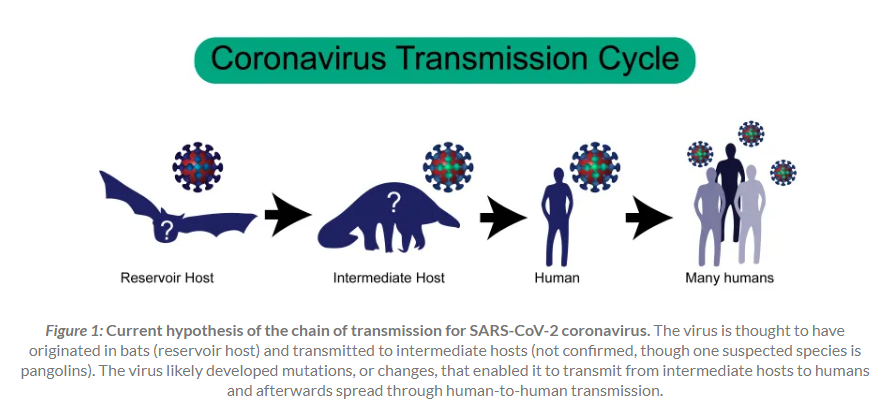 Coronavirus Transmission Cycle
?
?
Reservoir Host
Intermediate Host
Human
Many humans
Figure 1: Current hypothesis of the chain of transmission for SARS-CoV-2 coronavirus. The virus is thought to have
originated in bats (reservoir host) and transmitted to intermediate hosts (not confirmed, though one suspected species is
pangolins). The virus likely developed mutations, or changes, that enabled it to transmit from intermediate hosts to humans
and afterwards spread through human-to-human transmission.